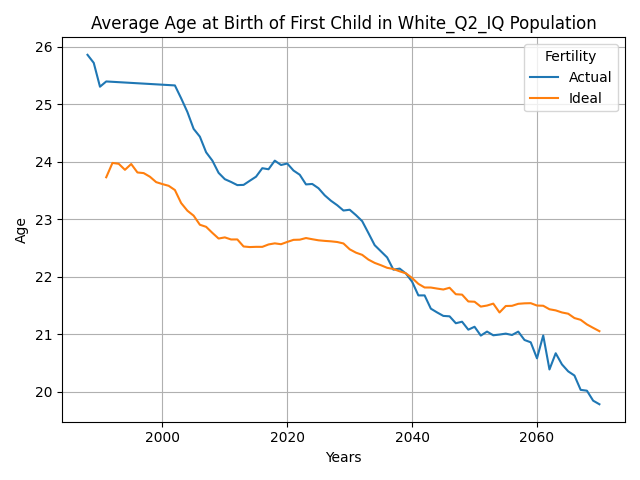 Average Age at Birth of First Child in White_Q2_IQ Population
26
25
24
23
22
21
20
Age
2000
2020
2040
2060
Years
Fertility
Actual
Ideal